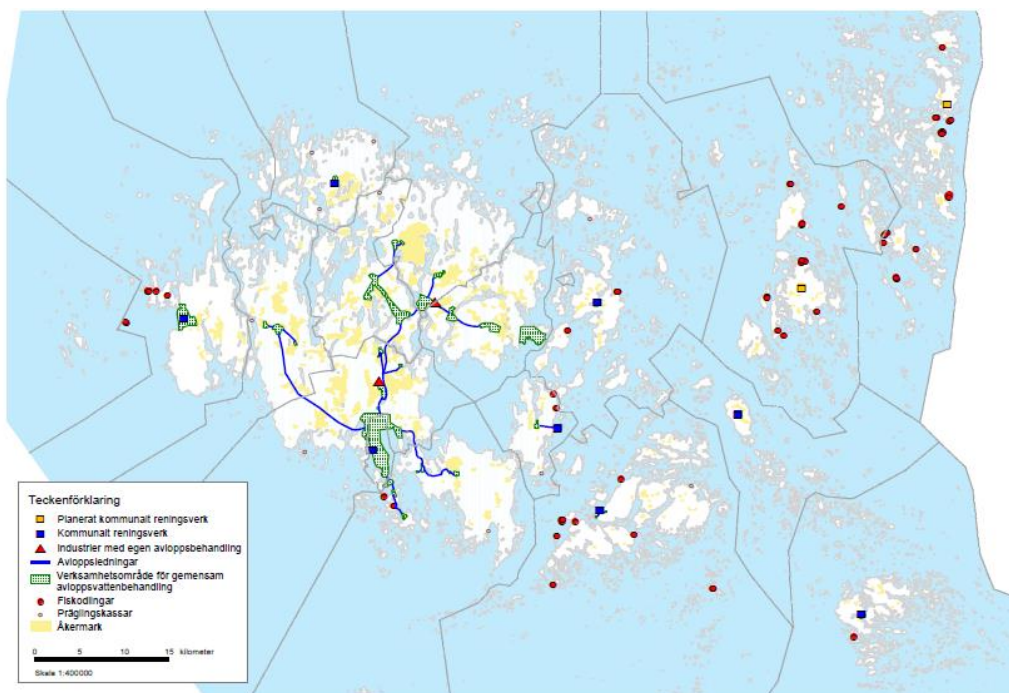 Teckenförklaring
Planerat kommunalt reningsverk
Kommunalt reningsverk
Industrier med egen avloppsbehandling
Avloppsledningar
Verksamhetsområde för gemensam
avloppsvattenbehandling
Fiskodlingar
Präglingskassar
Åkermark
0 5 10 15 kilometer
Skala 1:400000